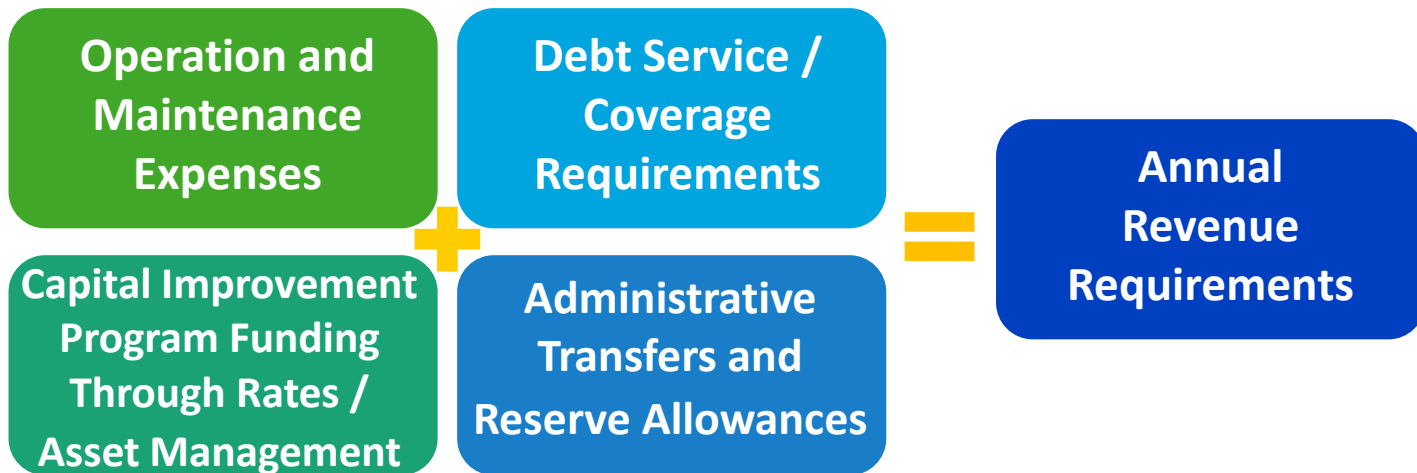 Operation and
Maintenance
Expenses
Debt Service /
Coverage
Requirements
Capital Improvement
Program Funding
Through Rates /
Asset Management
Administrative
Transfers and
Reserve Allowances
Annual
Revenue
Requirements